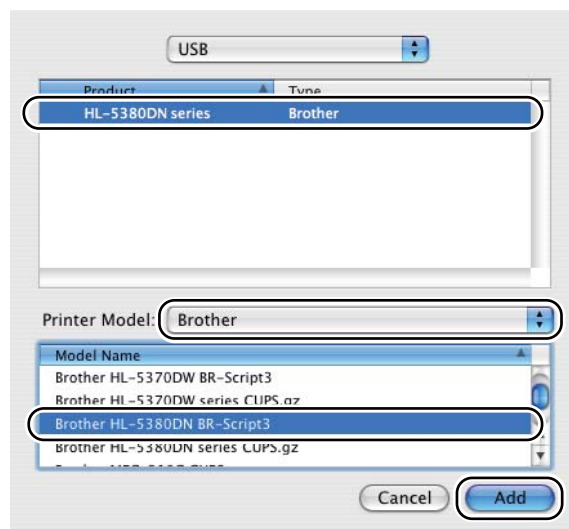 USB
Product Type
HL-5380DN series Brother
Printer Model: Brother
Model Name
Brother HL-5370DW BR-Script3
Brother HL-5370DW series CUPS.gz
Brother HL-5380DN BR-Script3
Brother HL-5380DN series CUPS.gz
Cancel Add